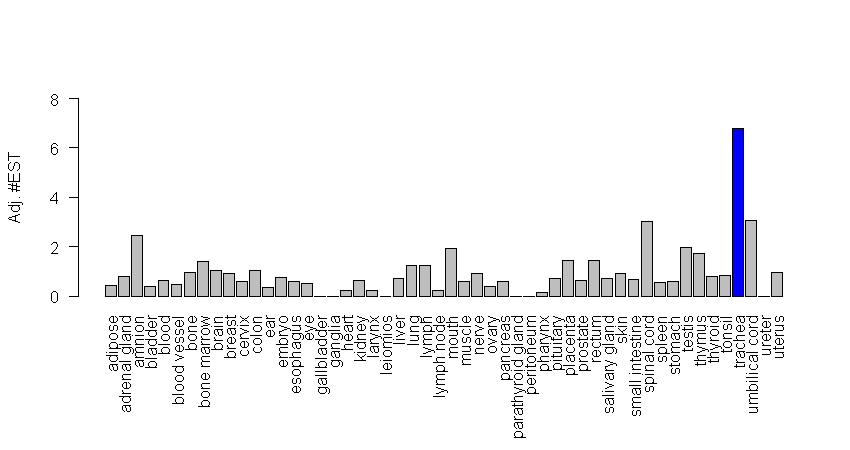 8
6
4
2
0
Adj. #EST
adipose
adrenal gland
amnion
bladder
blood
blood vessel
bone
bone marrow
brain
breast
cervix
colon
ear
embryo
esophagus
eye
gallbladder
ganglia
heart
kidney
larynx
leiomios
liver
lung
lymph
lymph node
mouth
muscle
nerve
ovary
pancreas
parathyroid gland
peritoneum
pharynx
pituitary
placenta
prostate
rectum
salivary gland
skin
small intestine
spinal cord
spleen
stomach
testis
thymus
thyroid
tonsil
trachea
umbilical cord
ureter
uterus